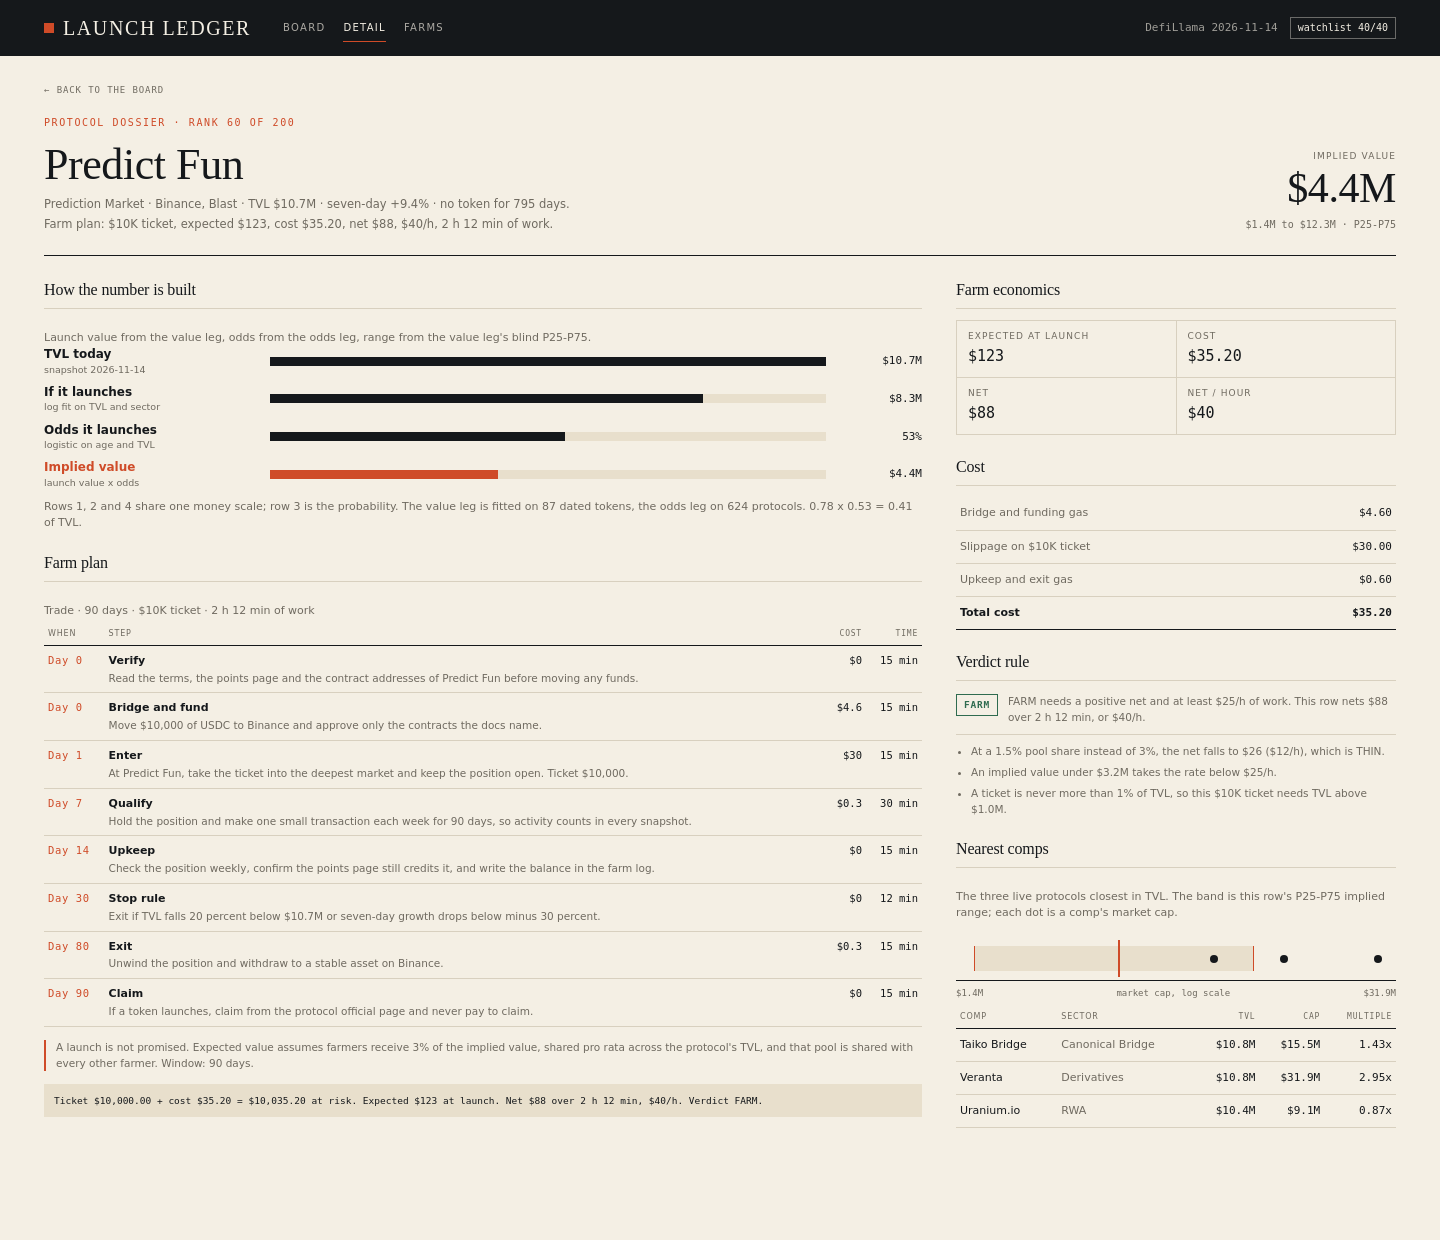 LAUNCH LEDGER
BOARD DETAIL FARMS
DefiLlama 2026-11-14
watchlist 40/40
← BACK TO THE BOARD
PROTOCOL DOSSIER · RANK 60 OF 200
Predict Fun
Prediction Market · Binance, Blast · TVL $10.7M · seven-day +9.4% · no token for 795 days.
Farm plan: $10K ticket, expected $123, cost $35.20, net $88, $40/h, 2 h 12 min of work.
IMPLIED VALUE
$4.4M
$1.4M to $12.3M · P25-P75
How the number is built
Launch value from the value leg, odds from the odds leg, range from the value leg's blind P25-P75.
TVL today
snapshot 2026-11-14
$10.7M
If it launches
log fit on TVL and sector
$8.3M
Odds it launches
logistic on age and TVL
53%
Implied value
launch value x odds
$4.4M
Rows 1, 2 and 4 share one money scale; row 3 is the probability. The value leg is fitted on 87 dated tokens, the odds leg on 624 protocols. 0.78 x 0.53 = 0.41
of TVL.
Farm plan
Trade · 90 days · $10K ticket · 2 h 12 min of work
WHEN STEP COST TIME
Day 0 Verify $0 15 min
Read the terms, the points page and the contract addresses of Predict Fun before moving any funds.
Day 0 Bridge and fund $4.6 15 min
Move $10,000 of USDC to Binance and approve only the contracts the docs name.
Day 1 Enter $30 15 min
At Predict Fun, take the ticket into the deepest market and keep the position open. Ticket $10,000.
Day 7 Qualify $0.3 30 min
Hold the position and make one small transaction each week for 90 days, so activity counts in every snapshot.
Day 14 Upkeep $0 15 min
Check the position weekly, confirm the points page still credits it, and write the balance in the farm log.
Day 30 Stop rule $0 12 min
Exit if TVL falls 20 percent below $10.7M or seven-day growth drops below minus 30 percent.
Day 80 Exit $0.3 15 min
Unwind the position and withdraw to a stable asset on Binance.
Day 90 Claim $0 15 min
If a token launches, claim from the protocol official page and never pay to claim.
A launch is not promised. Expected value assumes farmers receive 3% of the implied value, shared pro rata across the protocol's TVL, and that pool is shared with
every other farmer. Window: 90 days.
Ticket $10,000.00 + cost $35.20 = $10,035.20 at risk. Expected $123 at launch. Net $88 over 2 h 12 min, $40/h. Verdict FARM.
Farm economics
EXPECTED AT LAUNCH
$123
COST
$35.20
NET
$88
NET / HOUR
$40
Cost
Bridge and funding gas $4.60
Slippage on $10K ticket $30.00
Upkeep and exit gas $0.60
Total cost $35.20
Verdict rule
FARM
FARM needs a positive net and at least $25/h of work. This row nets $88
over 2 h 12 min, or $40/h.
• At a 1.5% pool share instead of 3%, the net falls to $26 ($12/h), which is THIN.
• An implied value under $3.2M takes the rate below $25/h.
• A ticket is never more than 1% of TVL, so this $10K ticket needs TVL above
$1.0M.
Nearest comps
The three live protocols closest in TVL. The band is this row's P25-P75 implied
range; each dot is a comp's market cap.
$1.4M market cap, log scale $31.9M
COMP SECTOR TVL CAP MULTIPLE
Taiko Bridge Canonical Bridge $10.8M $15.5M 1.43x
Veranta Derivatives $10.8M $31.9M 2.95x
Uranium.io RWA $10.4M $9.1M 0.87x